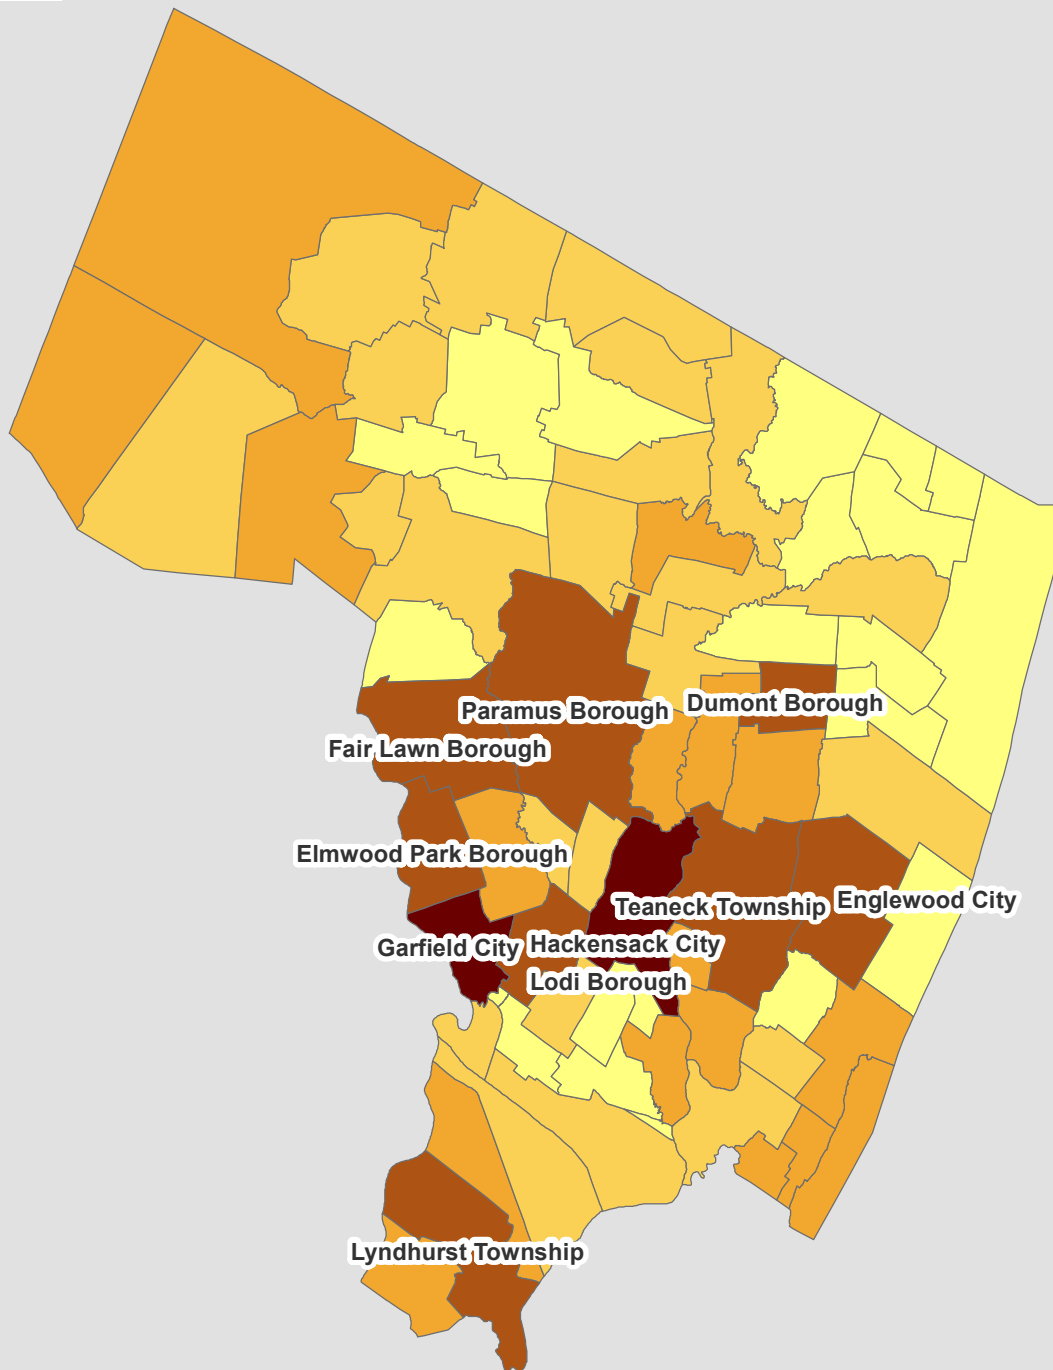 Dumont Borough
Paramus Borough
Fair Lawn Borough
Elmwood Park Borough
Englewood City
Teaneck Township
Garfield City
Hackensack City
Lodi Borough
Lyndhurst Township